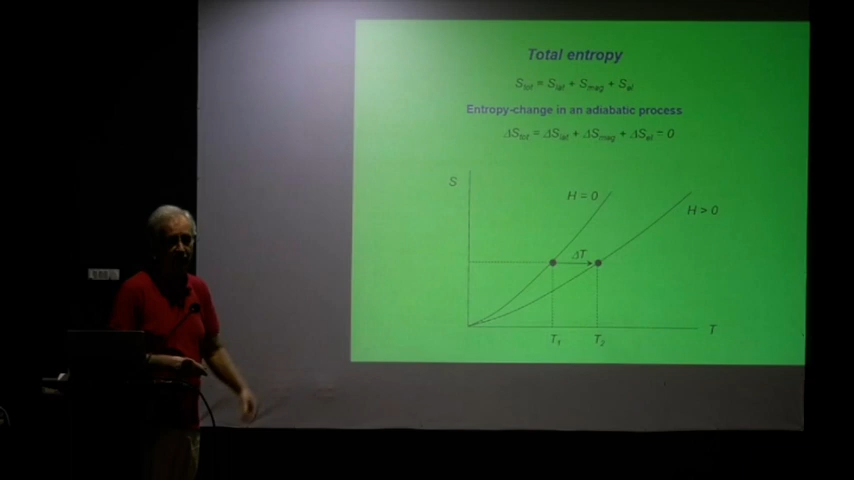 Total entropy
S_tot = S_lat + S_mag + S_el
Entropy-change in an adiabatic process
ΔS_tot = ΔS_lat + ΔS_mag + ΔS_el = 0
S
H = 0
H > 0
ΔT
T
T₁ T₂